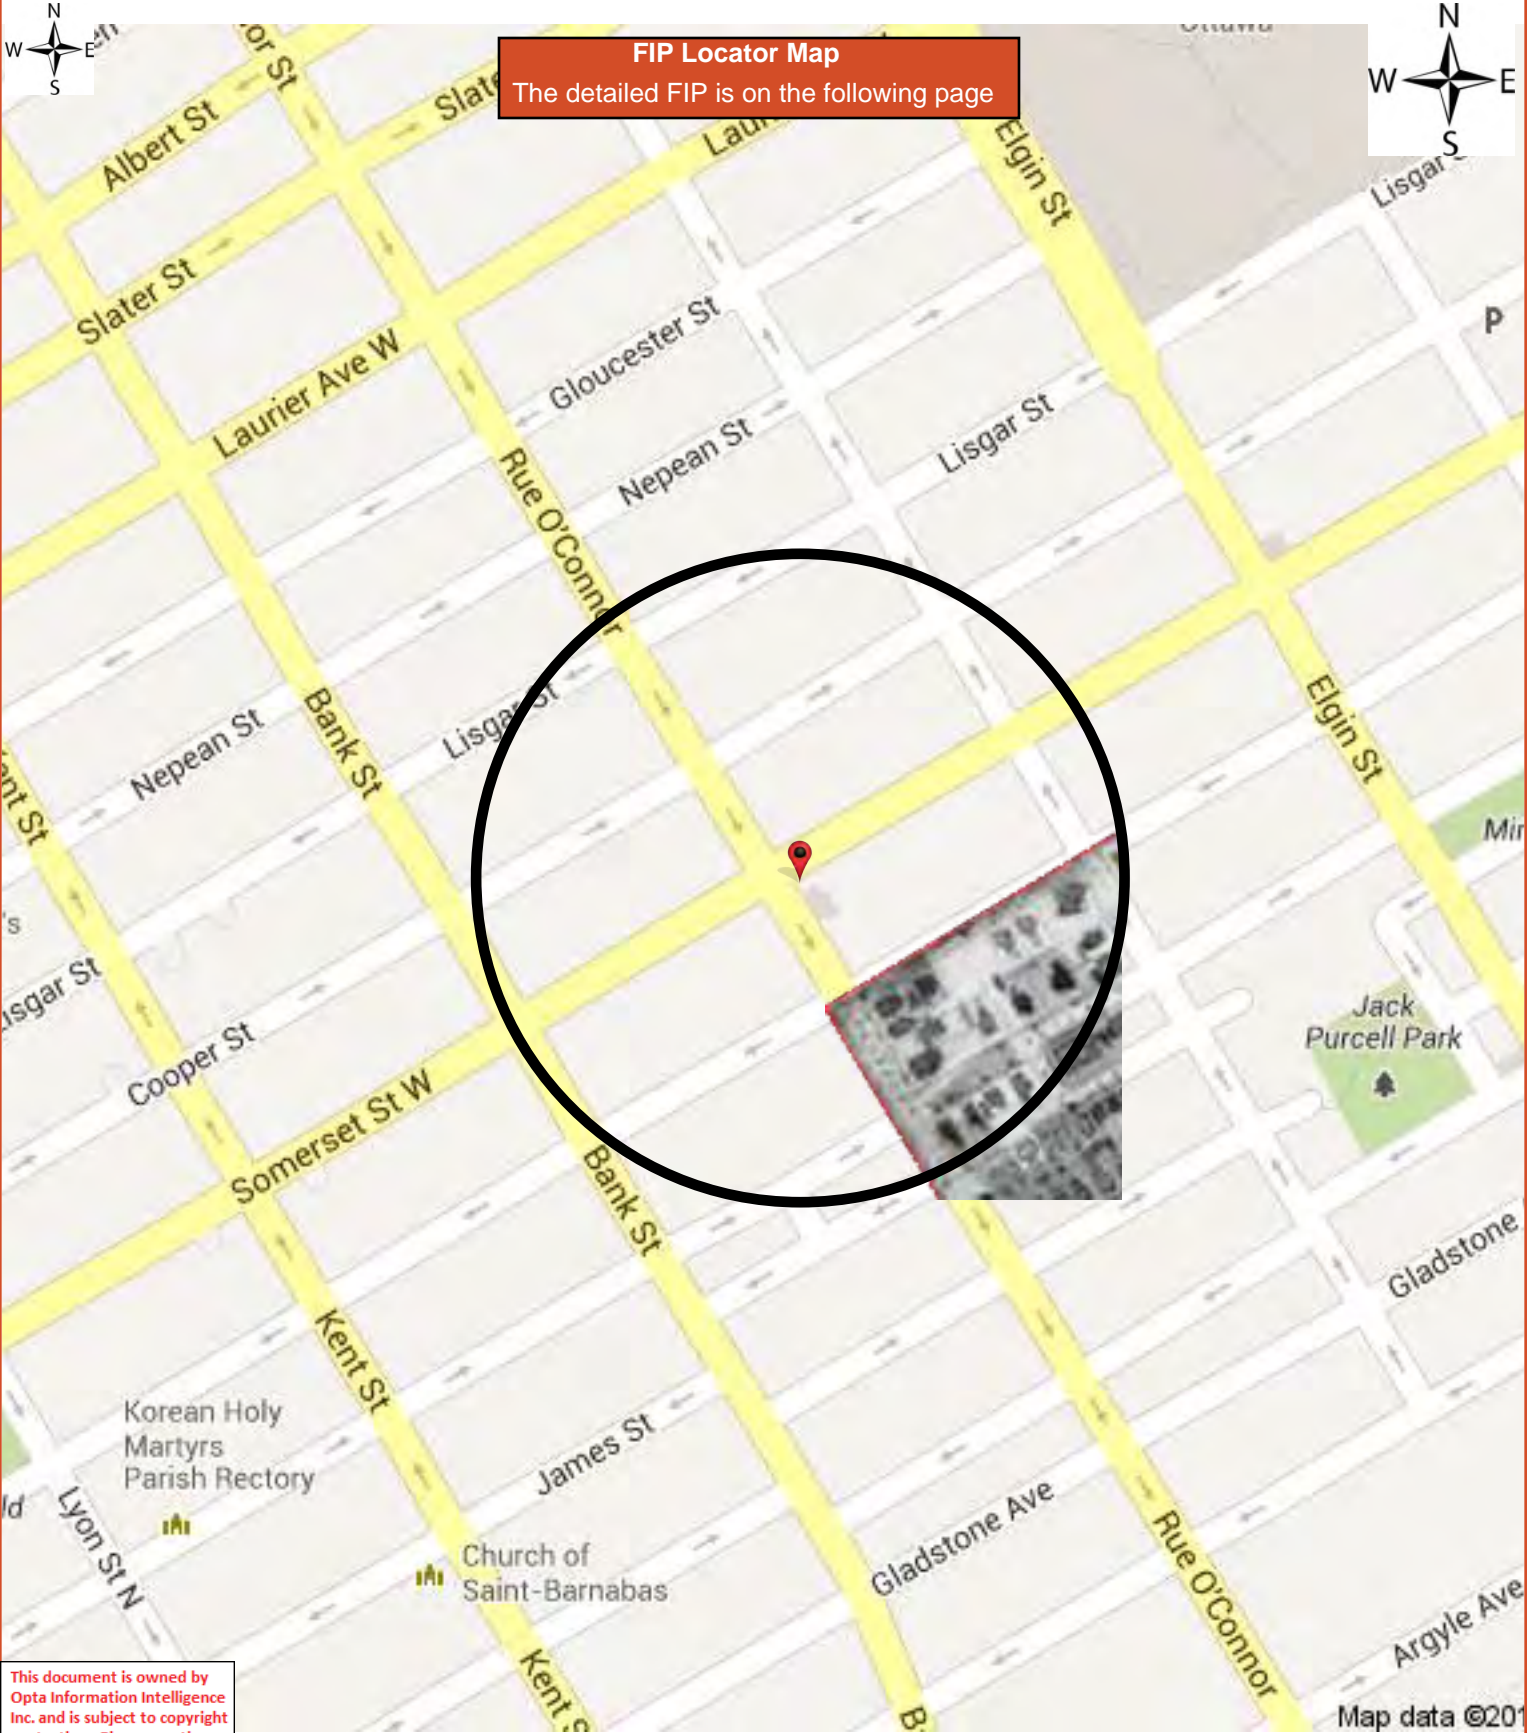 N
W E
S
FIP Locator Map
The detailed FIP is on the following page
N
W E
S
Albert St
Slater St
Laurier Ave W
Gloucester St
Nepean St
Lisgar St
Elgin St
P
Rue O'Connor
Bank St
Lisgar St
Nepean St
Elgin St
Cooper St
Somerset St W
Jack
Purcell Park
Bank St
Kent St
Gladstone
Korean Holy
Martyrs
Parish Rectory
James St
Lyon St N
Church of
Saint-Barnabas
Gladstone Ave
Rue O'Connor
Argyle Ave
Kent S
This document is owned by
Opta Information Intelligence
Inc. and is subject to copyright
Map data ©201